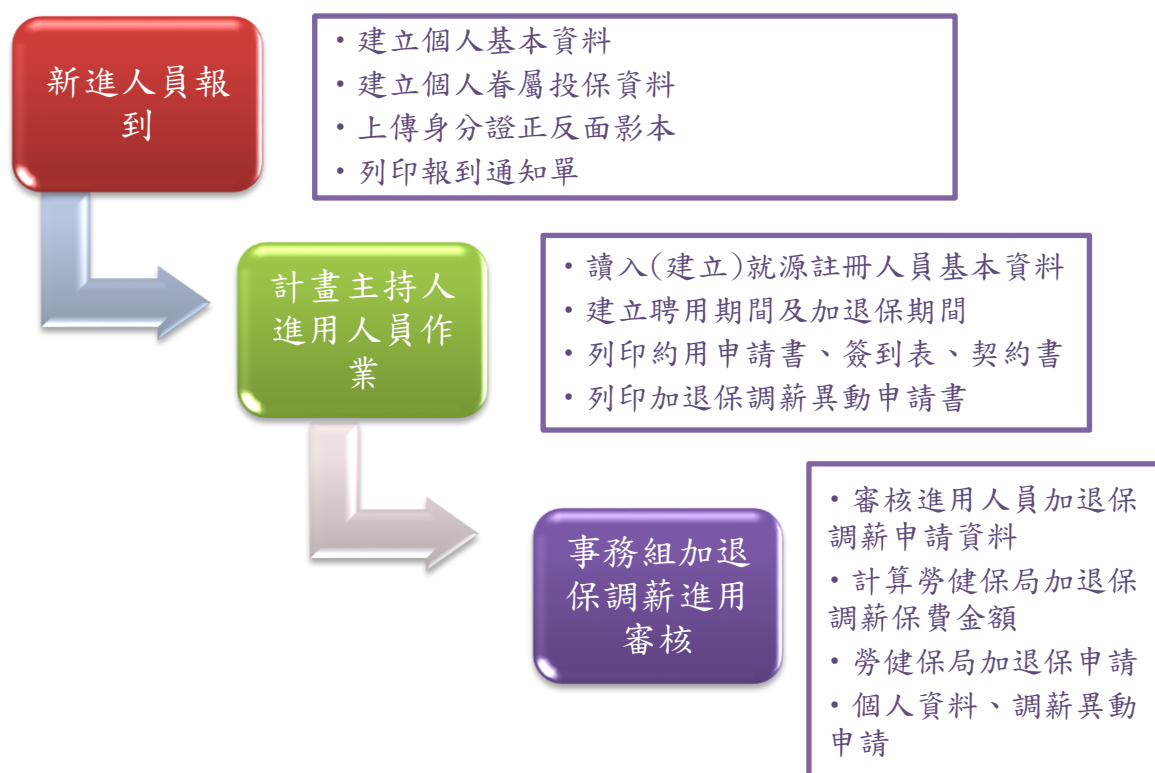 新進人員報
到
・建立個人基本資料
・建立個人眷屬投保資料
・上傳身分證正反面影本
・列印報到通知單
計畫主持人
進用人員作
業
・讀入(建立)就源註冊人員基本資料
・建立聘用期間及加退保期間
・列印約用申請書、簽到表、契約書
・列印加退保調薪異動申請書
事務組加退
保調薪進用
審核
・審核進用人員加退保
調薪申請資料
・計算勞健保局加退保
調薪保費金額
・勞健保局加退保申請
・個人資料、調薪異動
申請